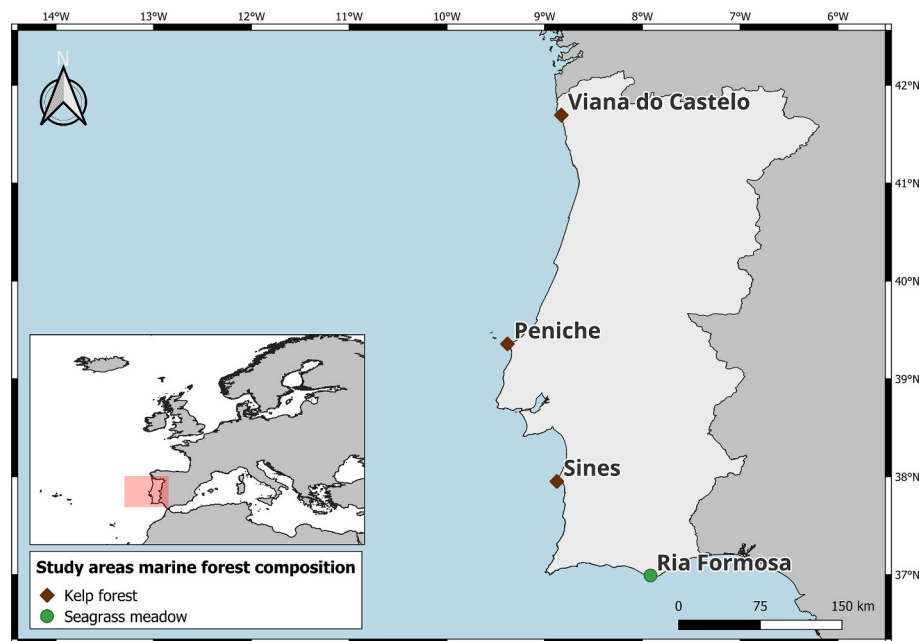 14°W 13°W 12°W 11°W 10°W 9°W 8°W 7°W 6°W
N
42°N
Viana do Castelo
41°N
40°N
Peniche
39°N
Sines
38°N
Study areas marine forest composition
Ria Formosa
37°N
Kelp forest
Seagrass meadow
0 75 150 km